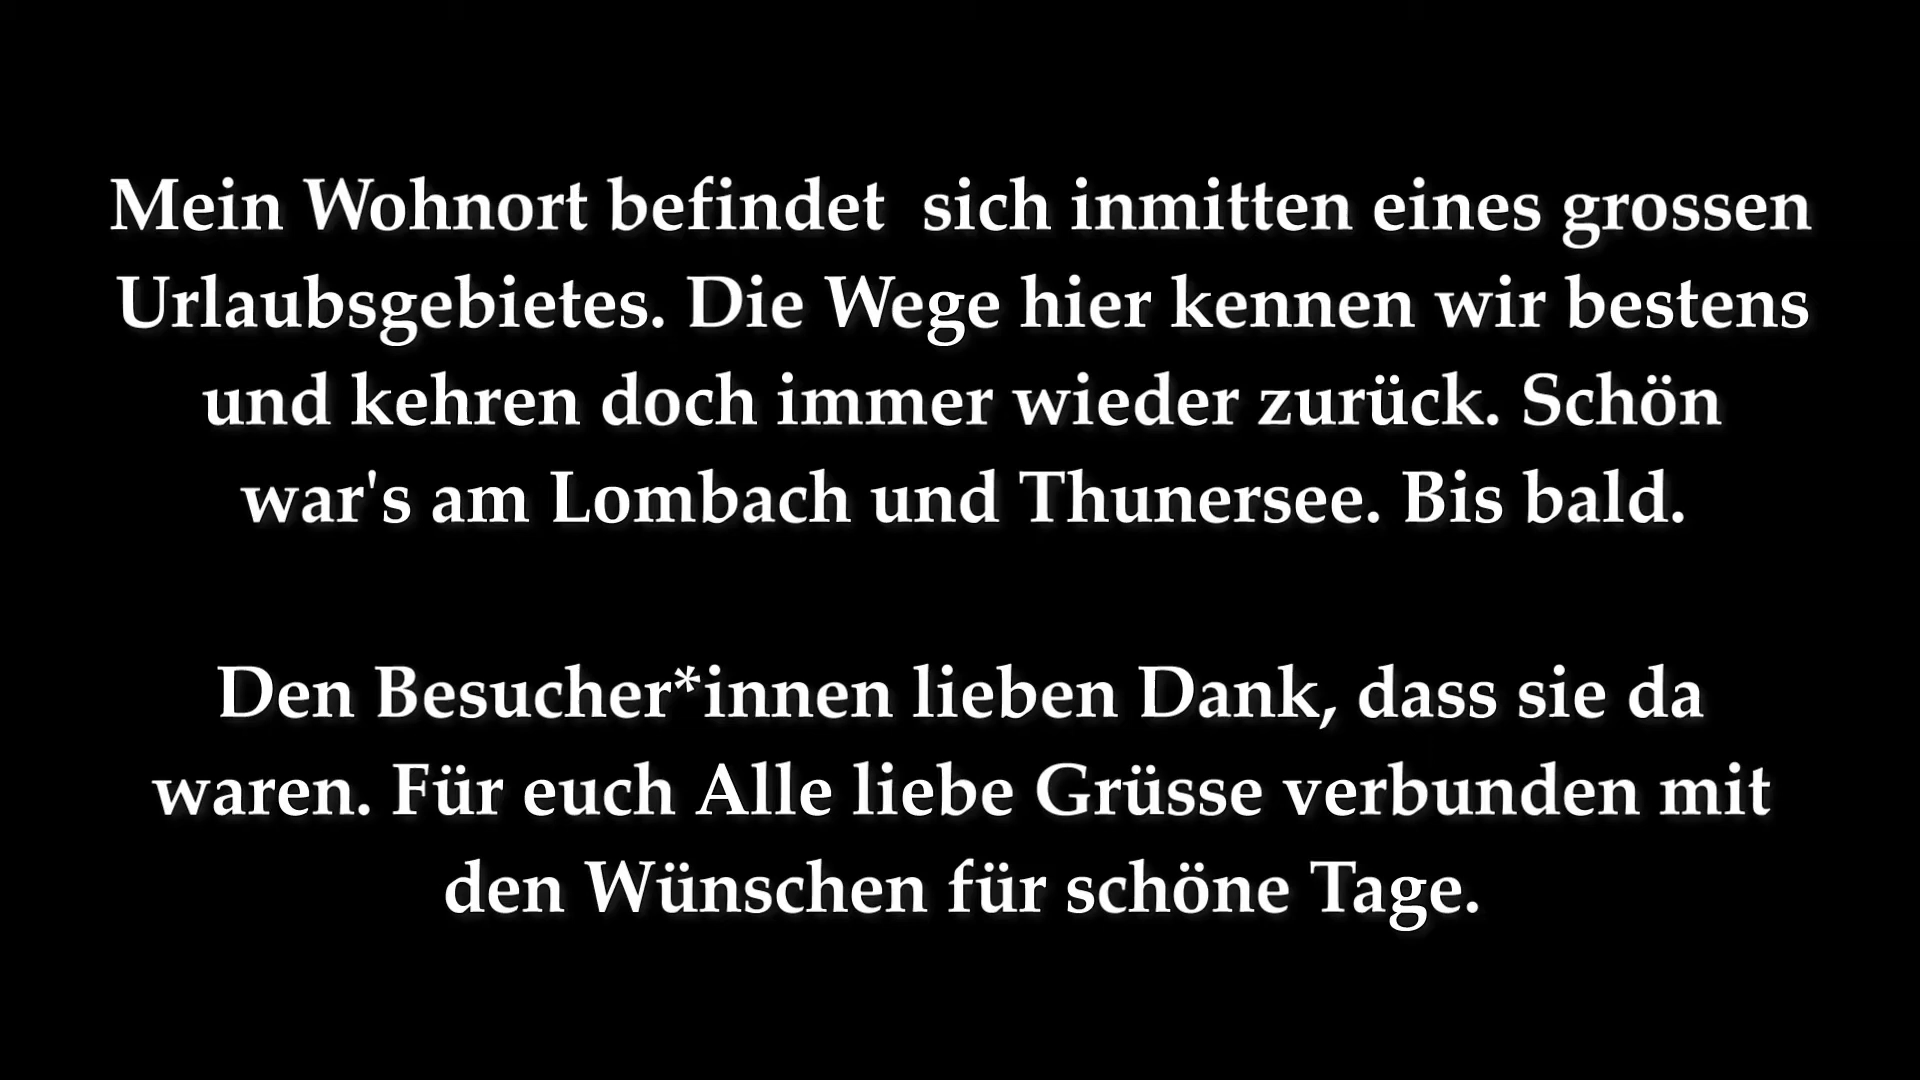 Mein Wohnort befindet  sich inmitten eines grossen
Urlaubsgebietes. Die Wege hier kennen wir bestens
und kehren doch immer wieder zurück. Schön
war's am Lombach und Thunersee. Bis bald.
Den Besucher*innen lieben Dank, dass sie da
waren. Für euch Alle liebe Grüsse verbunden mit
den Wünschen für schöne Tage.